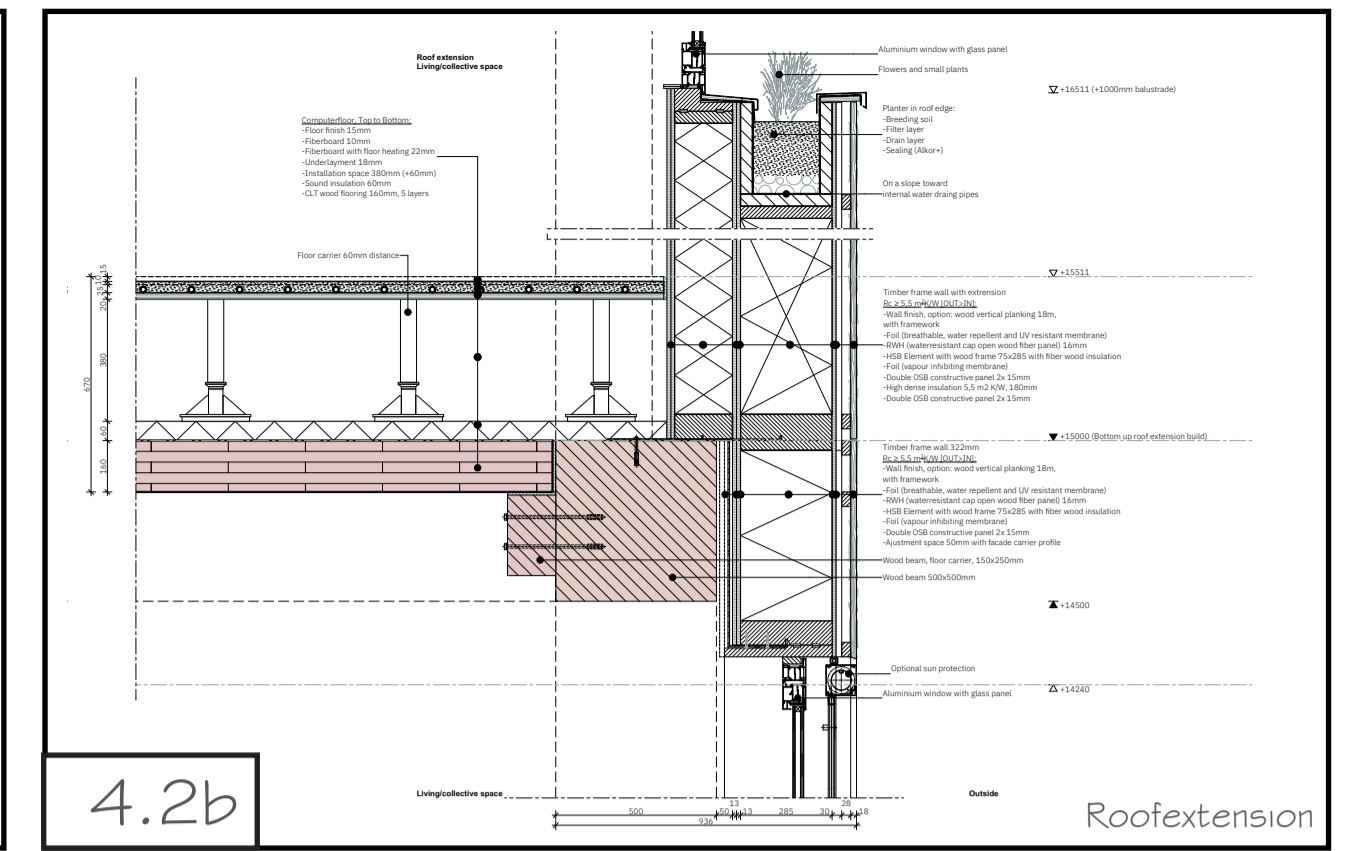 Roof extension
Living/collective space
Aluminium window with glass panel
Flowers and small plants
+16511 (+1000mm balustrade)
Planter in roof edge:
-Breeding soil
-Filter layer
-Drain layer
-Sealing (Alkor+)
On a slope toward
internal water draing pipes
Computerfloor, Top to Bottom:
-Floor finish 15mm
-Fiberboard 10mm
-Fiberboard with floor heating 22mm
-Underlayment 18mm
-Installation space 380mm (+60mm)
-Sound insulation 60mm
-CLT wood flooring 160mm, 5 layers
Floor carrier 60mm distance
+15511
Timber frame wall with extrension
Rc ≥ 5,5 m²K/W [OUT>IN]:
-Wall finish, option: wood vertical planking 18m,
with framework
-Foil (breathable, water repellent and UV resistant membrane)
-RWH (waterresistant cap open wood fiber panel) 16mm
-HSB Element with wood frame 75x285 with fiber wood insulation
-Foil (vapour inhibiting membrane)
-Double OSB constructive panel 2x 15mm
-High dense insulation 5,5 m2 K/W, 180mm
-Double OSB constructive panel 2x 15mm
+15000 (Bottom up roof extension build)
Timber frame wall 322mm
Rc ≥ 5,5 m²K/W [OUT>IN]:
-Wall finish, option: wood vertical planking 18m,
with framework
-Foil (breathable, water repellent and UV resistant membrane)
-RWH (waterresistant cap open wood fiber panel) 16mm
-HSB Element with wood frame 75x285 with fiber wood insulation
-Foil (vapour inhibiting membrane)
-Double OSB constructive panel 2x 15mm
-Ajustment space 50mm with facade carrier profile
Wood beam, floor carrier, 150x250mm
Wood beam 500x500mm
+14500
Optional sun protection
+14240
Aluminium window with glass panel
15
10
25
20
380
670
60
160
Living/collective space
Outside
13
28
500
50
13
285
30
18
936
4.2b
Roofextension